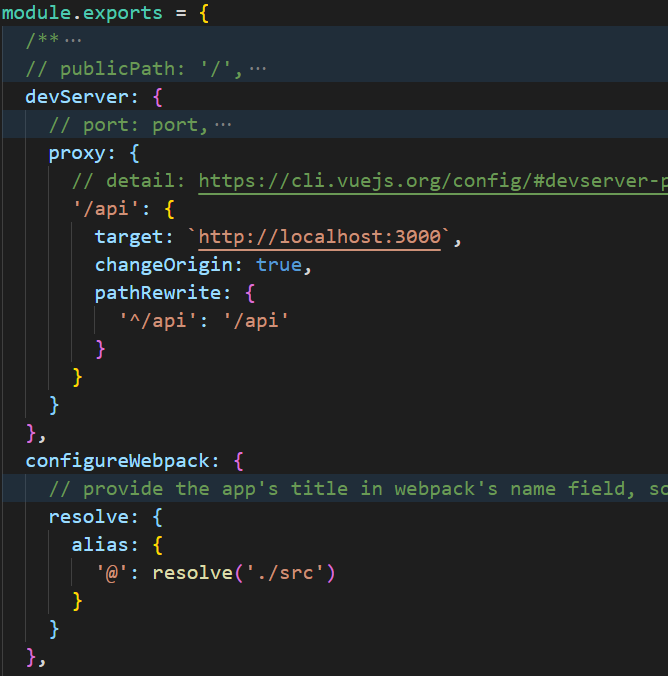 module.exports = {
  /** ···
  // publicPath: '/', ···
  devServer: {
    // port: port, ···
    proxy: {
      // detail: https://cli.vuejs.org/config/#devserver-p
      '/api': {
        target: `http://localhost:3000`,
        changeOrigin: true,
        pathRewrite: {
          '^/api': '/api'
        }
      }
    }
  },
  configureWebpack: {
    // provide the app's title in webpack's name field, so
    resolve: {
      alias: {
        '@': resolve('./src')
      }
    }
  },